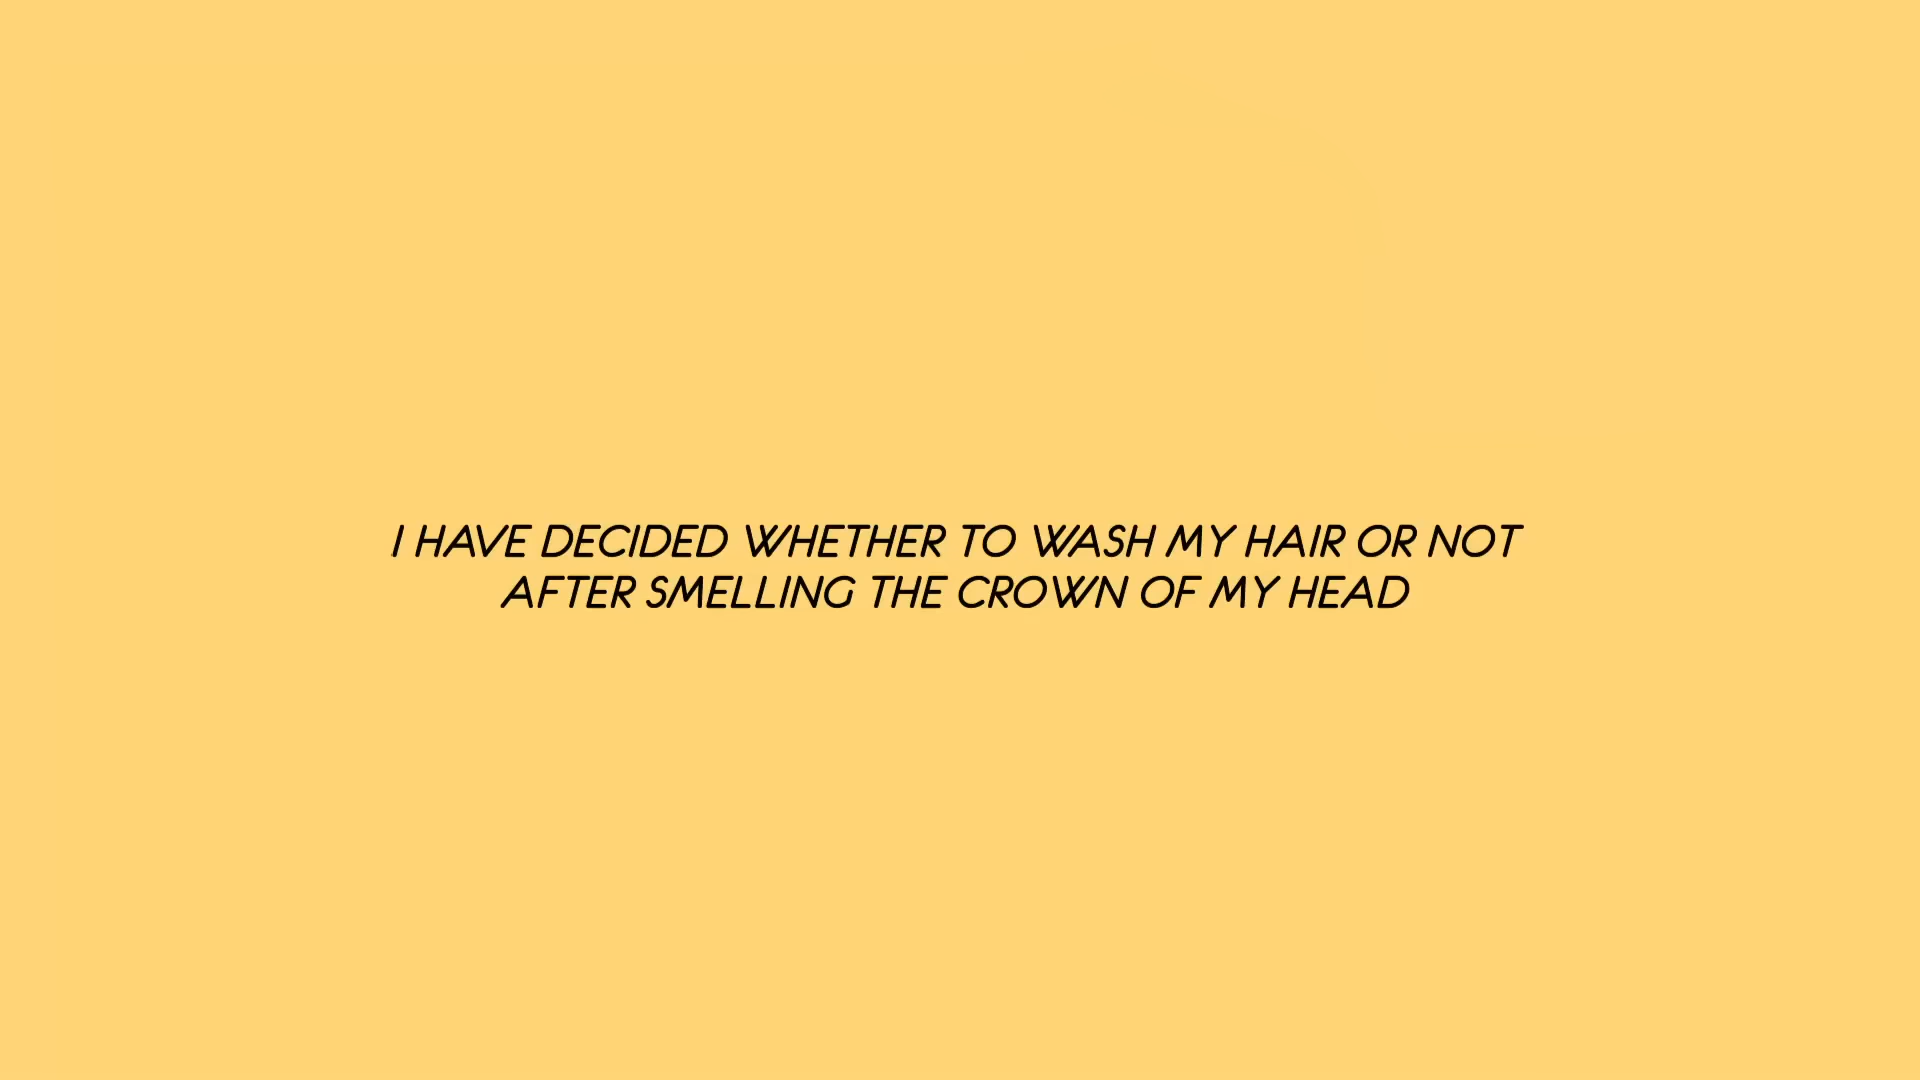 I HAVE DECIDED WHETHER TO WASH MY HAIR OR NOT
AFTER SMELLING THE CROWN OF MY HEAD